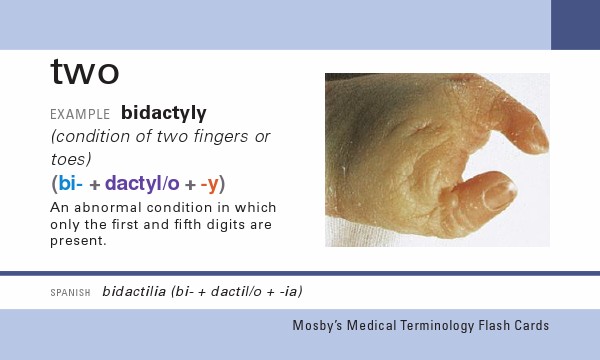 two
EXAMPLE bidactyly
(condition of two fingers or
toes)
(bi- + dactyl/o + -y)
An abnormal condition in which
only the first and fifth digits are
present.
SPANISH bidactilia (bi- + dactil/o + -ia)
Mosby's Medical Terminology Flash Cards